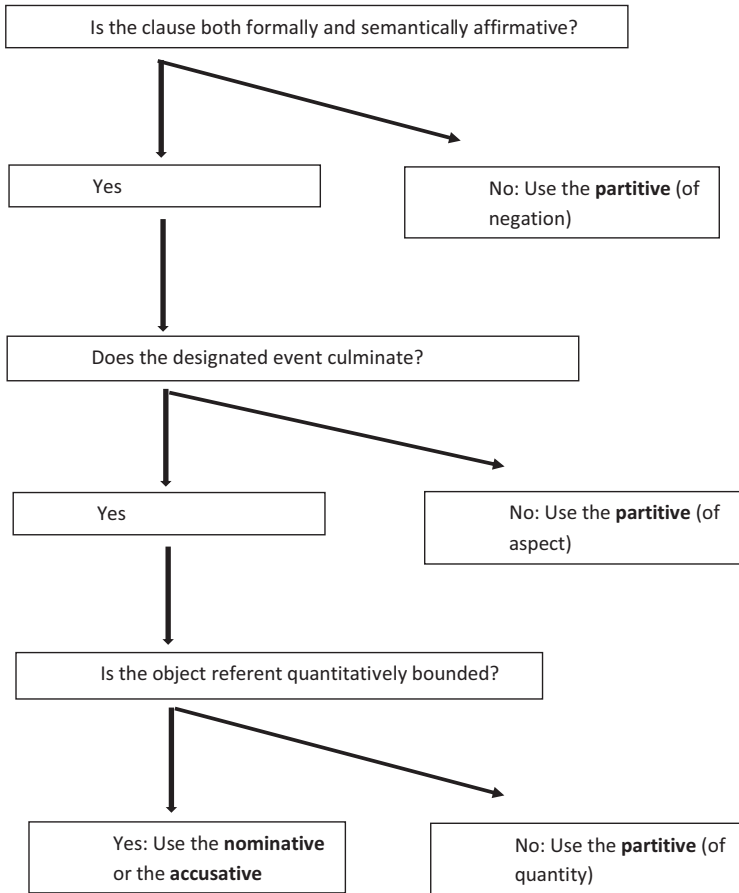 Is the clause both formally and semantically affirmative?
Yes
No: Use the partitive (of
negation)
Does the designated event culminate?
Yes
No: Use the partitive (of
aspect)
Is the object referent quantitatively bounded?
Yes: Use the nominative
or the accusative
No: Use the partitive (of
quantity)